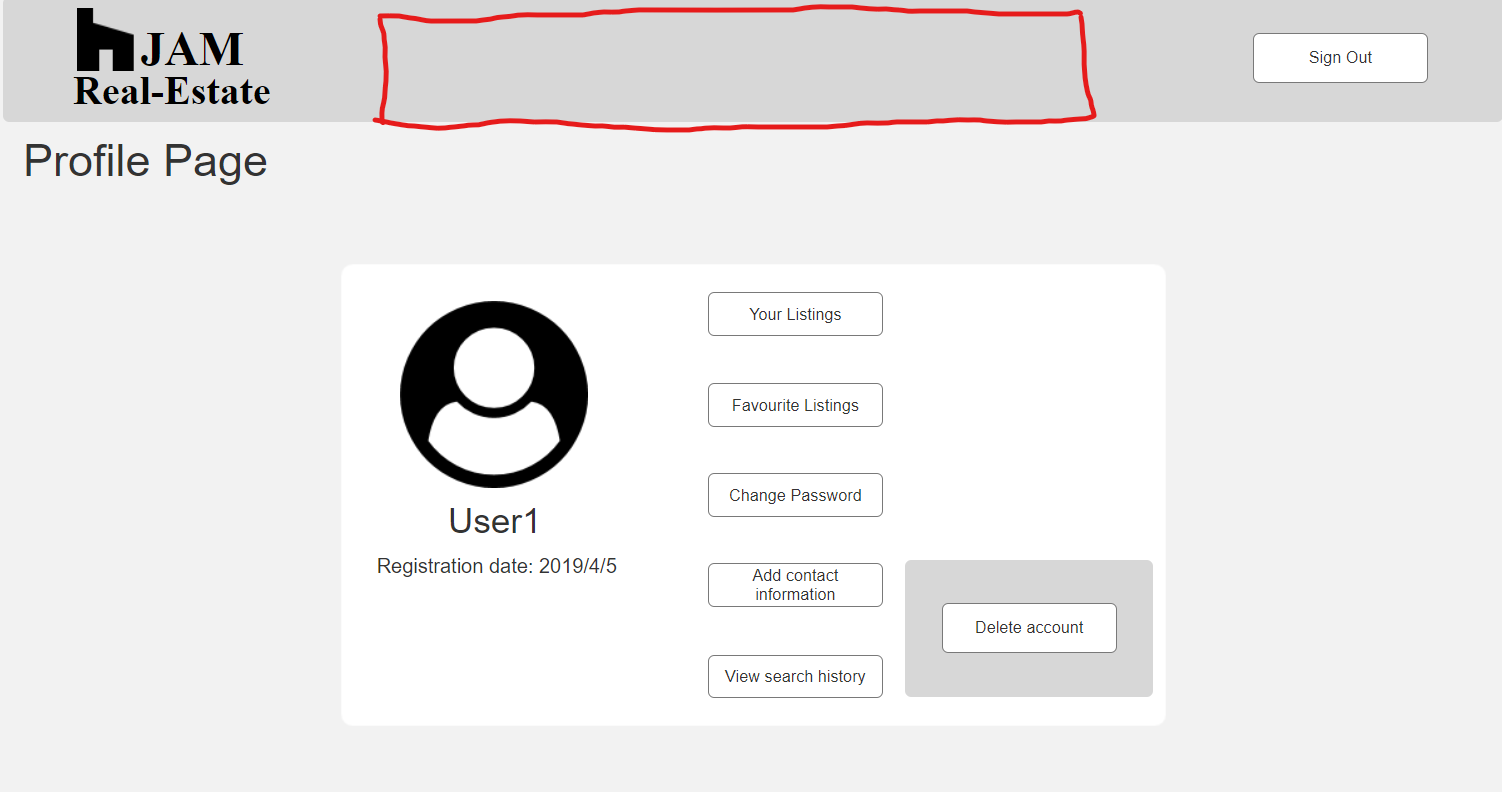 JAM
Real-Estate
Sign Out
Profile Page
Your Listings
Favourite Listings
Change Password
User1
Registration date: 2019/4/5
Add contact
information
Delete account
View search history